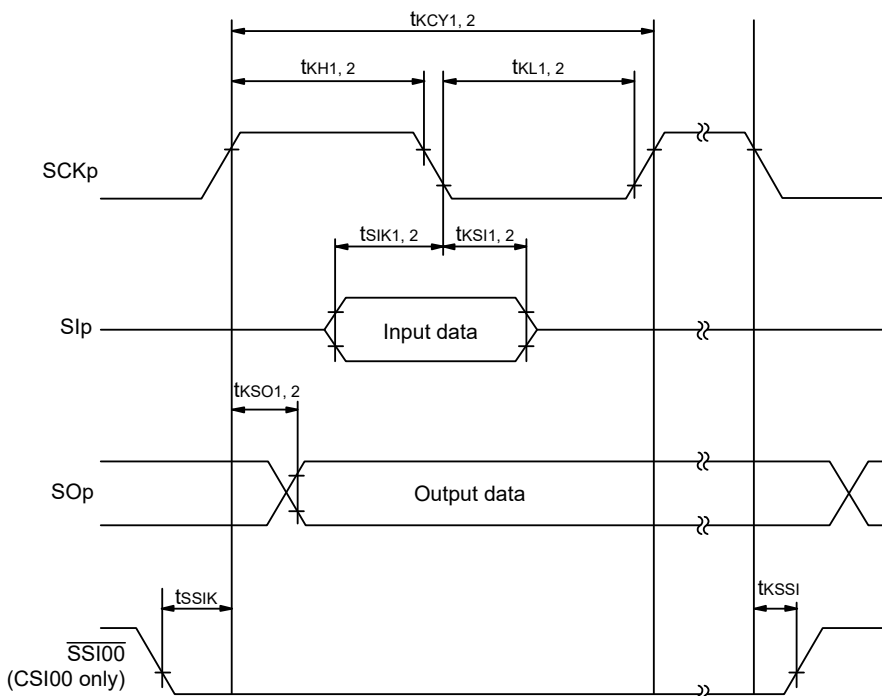 tKCY1, 2
tKH1, 2
tKL1, 2
SCKp
tSIK1, 2
tKSI1, 2
SIp
Input data
tKSO1, 2
SOp
Output data
tSSIK
tKSSI
SSI00
(CSI00 only)